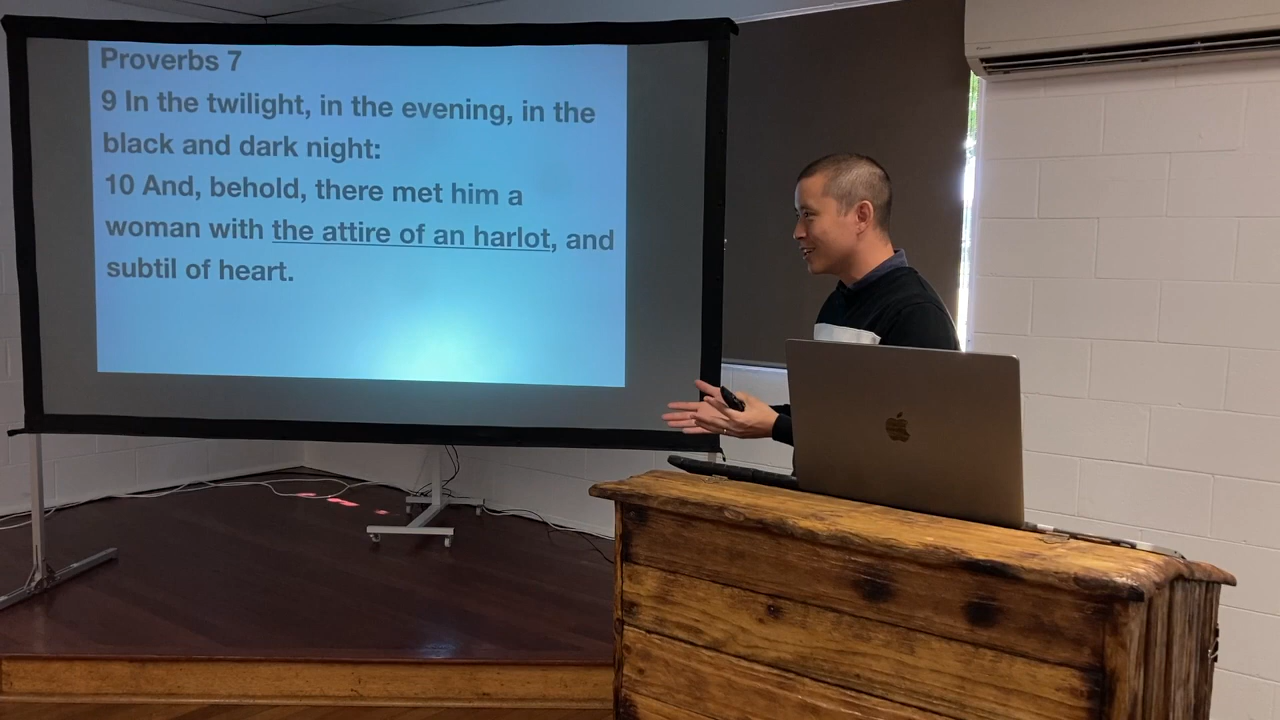 Proverbs 7
9 In the twilight, in the evening, in the
black and dark night:
10 And, behold, there met him a
woman with the attire of an harlot, and
subtil of heart.